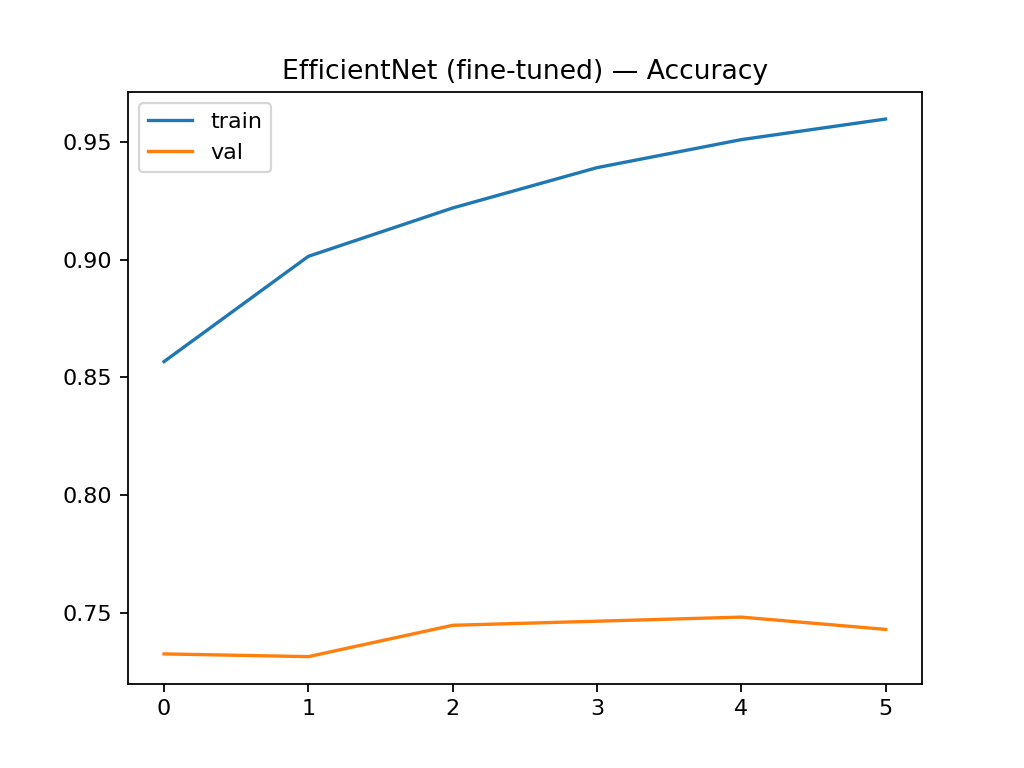 EfficientNet (fine-tuned) — Accuracy
train
val
0.95
0.90
0.85
0.80
0.75
0 1 2 3 4 5